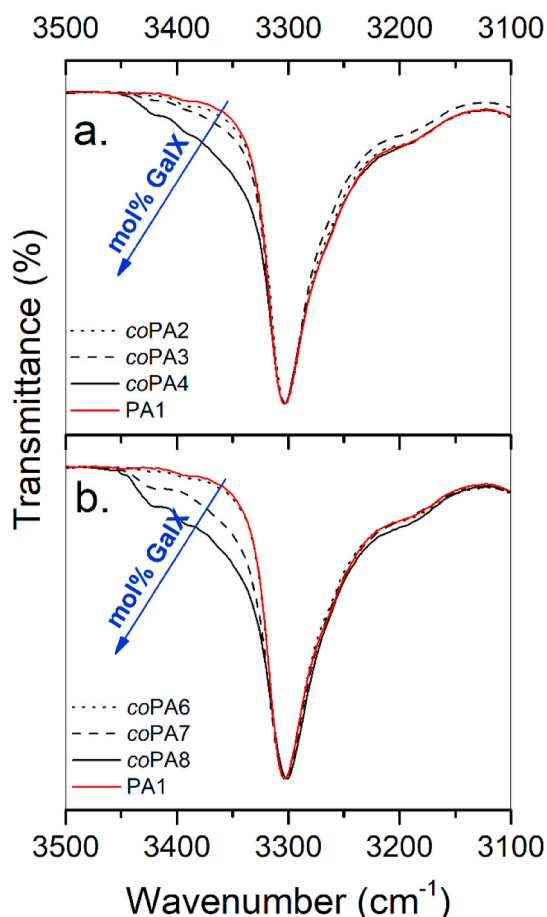 3500 3400 3300 3200 3100
a.
mol% GalX
coPA2
coPA3
coPA4
PA1
Transmittance (%)
b.
mol% GalX
coPA6
coPA7
coPA8
PA1
3500 3400 3300 3200 3100
Wavenumber (cm⁻¹)